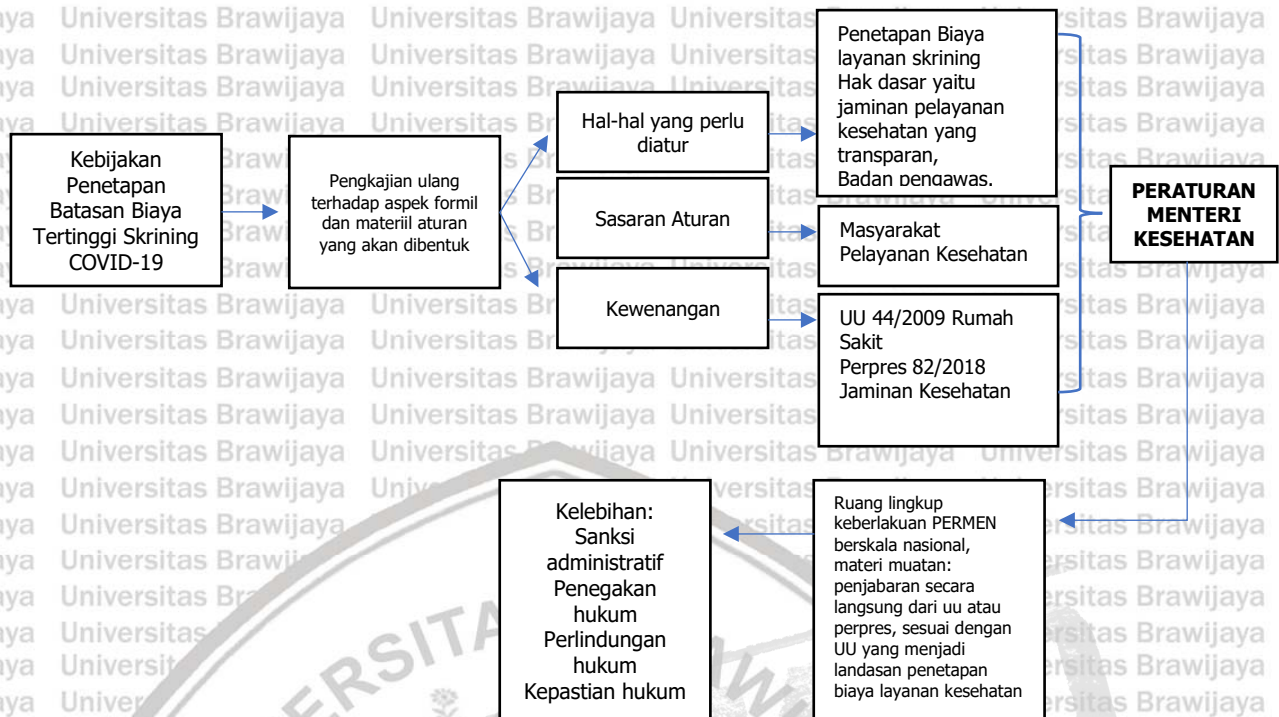 Kebijakan
Penetapan
Batasan Biaya
Tertinggi Skrining
COVID-19
Pengkajian ulang
terhadap aspek formil
dan materiil aturan
yang akan dibentuk
Hal-hal yang perlu
diatur
Sasaran Aturan
Kewenangan
Penetapan Biaya
layanan skrining
Hak dasar yaitu
jaminan pelayanan
kesehatan yang
transparan,
Badan pengawas.
Masyarakat
Pelayanan Kesehatan
UU 44/2009 Rumah
Sakit
Perpres 82/2018
Jaminan Kesehatan
PERATURAN
MENTERI
KESEHATAN
Ruang lingkup
keberlakuan PERMEN
berskala nasional,
materi muatan:
penjabaran secara
langsung dari uu atau
perpres, sesuai dengan
UU yang menjadi
landasan penetapan
biaya layanan kesehatan
Kelebihan:
Sanksi
administratif
Penegakan
hukum
Perlindungan
hukum
Kepastian hukum